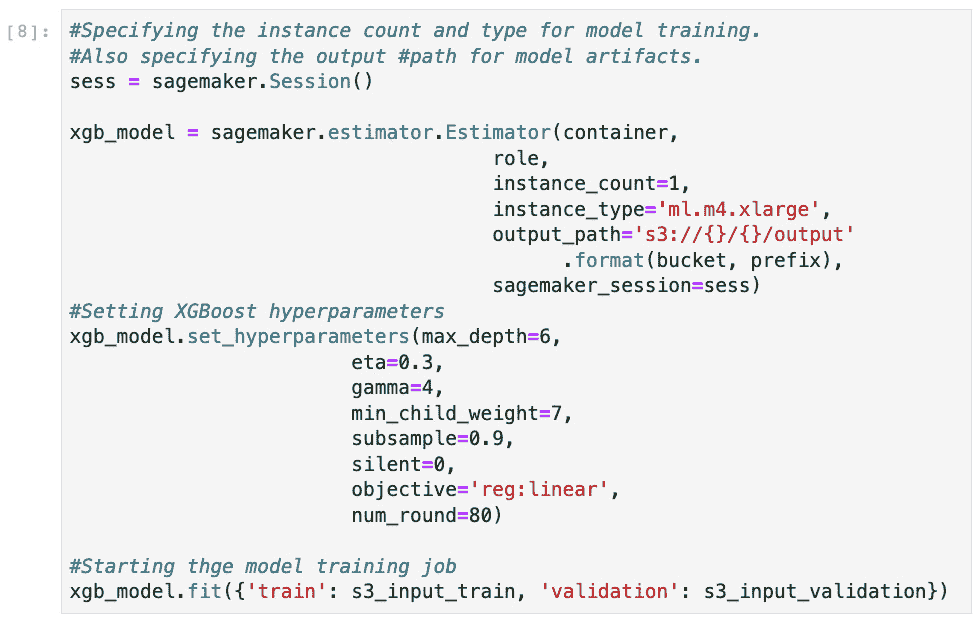 [8]: #Specifying the instance count and type for model training.
#Also specifying the output #path for model artifacts.
sess = sagemaker.Session()
xgb_model = sagemaker.estimator.Estimator(container,
role,
instance_count=1,
instance_type='ml.m4.xlarge',
output_path='s3://{}/{}/output'
.format(bucket, prefix),
sagemaker_session=sess)
#Setting XGBoost hyperparameters
xgb_model.set_hyperparameters(max_depth=6,
eta=0.3,
gamma=4,
min_child_weight=7,
subsample=0.9,
silent=0,
objective='reg:linear',
num_round=80)
#Starting thge model training job
xgb_model.fit({'train': s3_input_train, 'validation': s3_input_validation})